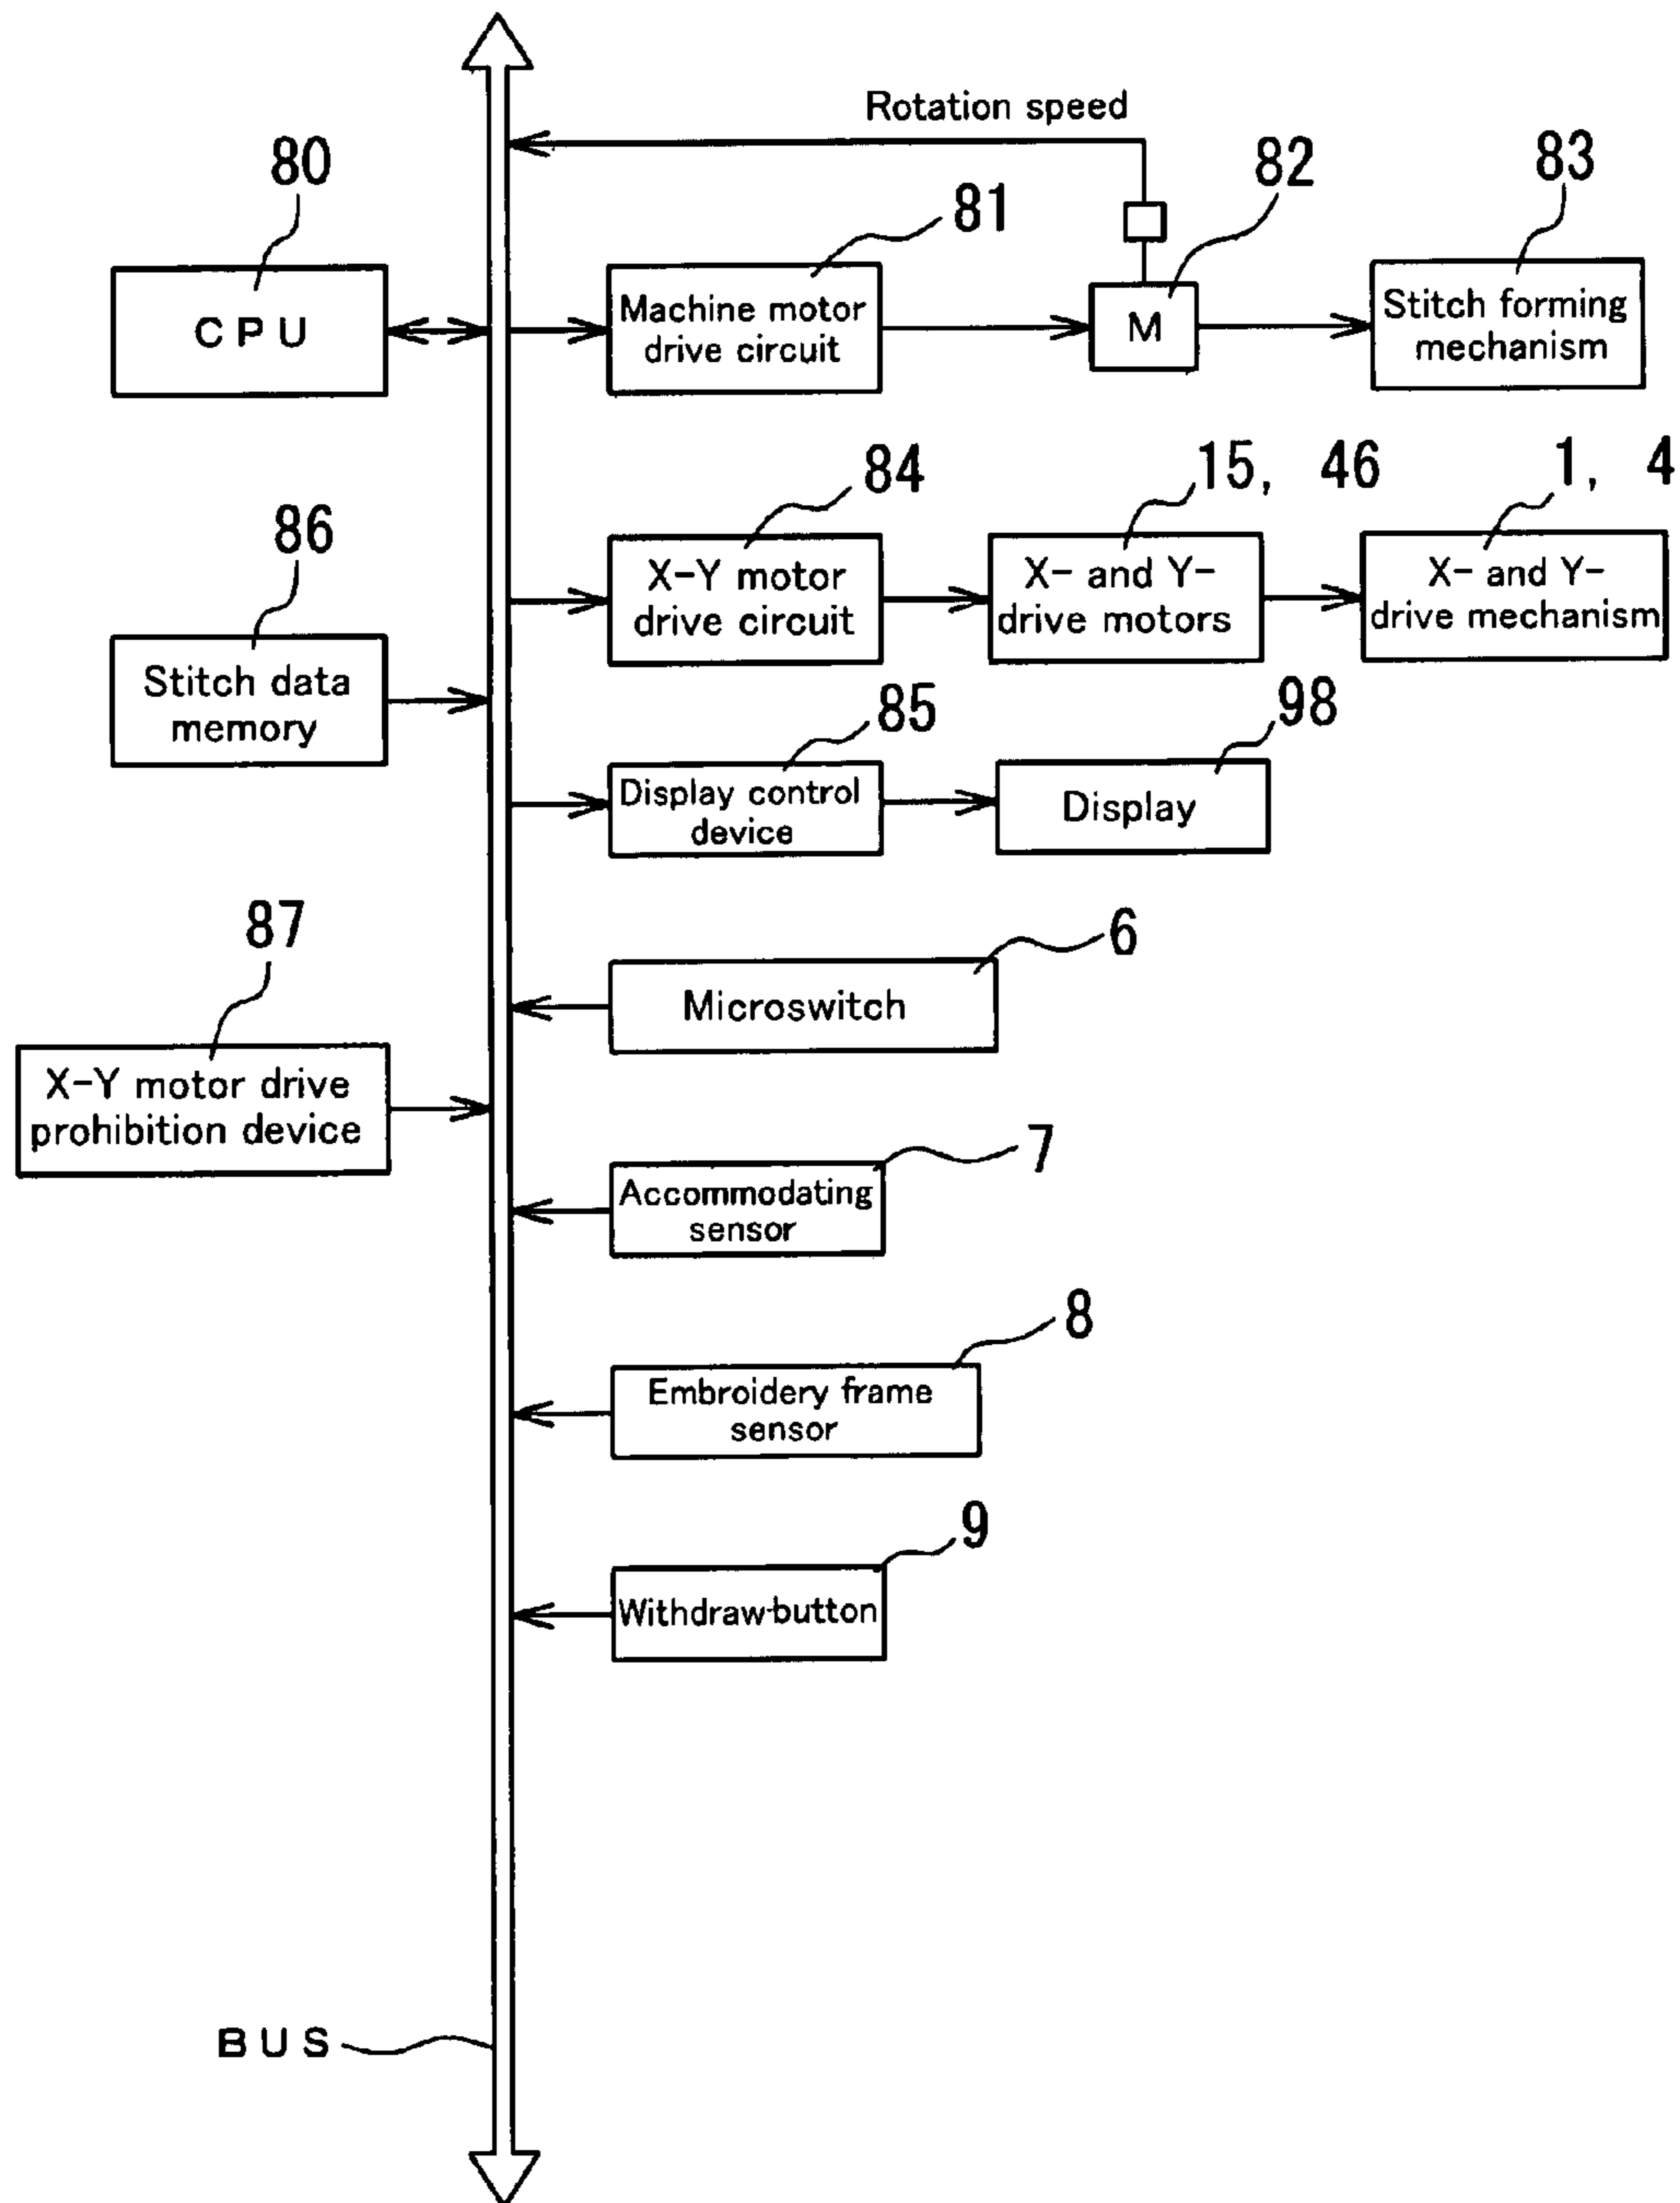 Rotation speed
80
81
82
83
CPU
Machine motor
drive circuit
M
Stitch forming
mechanism
84
15, 46
1, 4
86
X-Y motor
drive circuit
X- and Y-
drive motors
X- and Y-
drive mechanism
Stitch data
memory
85
98
Display control
device
Display
87
6
Microswitch
X-Y motor drive
prohibition device
7
Accommodating
sensor
8
Embroidery frame
sensor
9
Withdraw-button
BUS